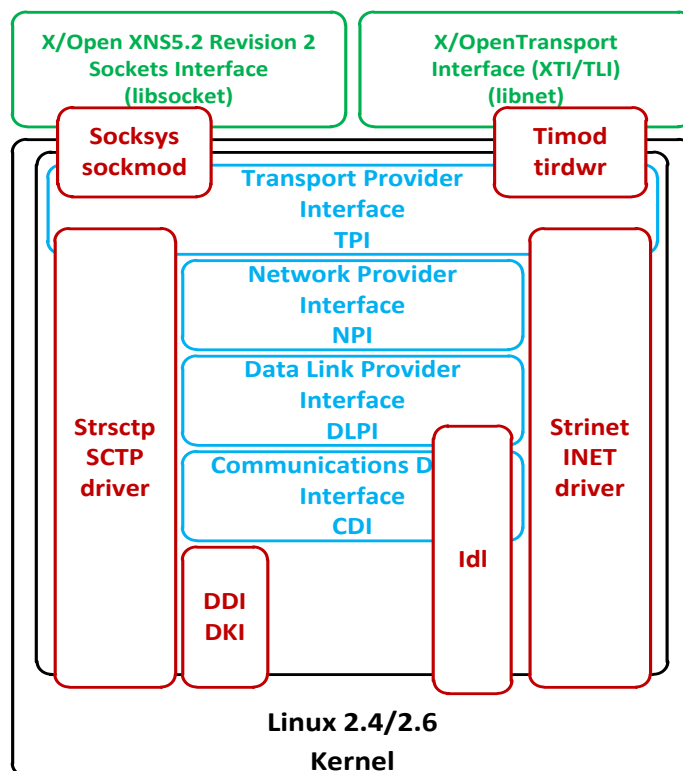 X/Open XNS5.2 Revision 2
Sockets Interface
(libsocket)
X/OpenTransport
Interface (XTI/TLI)
(libnet)
Socksys
sockmod
Timod
tirdwr
Transport Provider
Interface
TPI
Network Provider
Interface
NPI
Data Link Provider
Interface
DLPI
Strsctp
SCTP
driver
Strinet
INET
driver
Communications D
Interface
CDI
Idl
DDI
DKI
Linux 2.4/2.6
Kernel